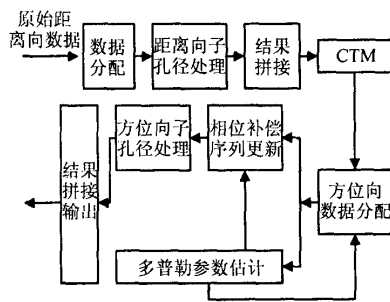 原始距
离向数据
数据
分配
距离向子
孔径处理
结果
拼接
CTM
方位向
数据分配
相位补偿
序列更新
方位向子
孔径处理
结果
拼接
输出
多普勒参数估计